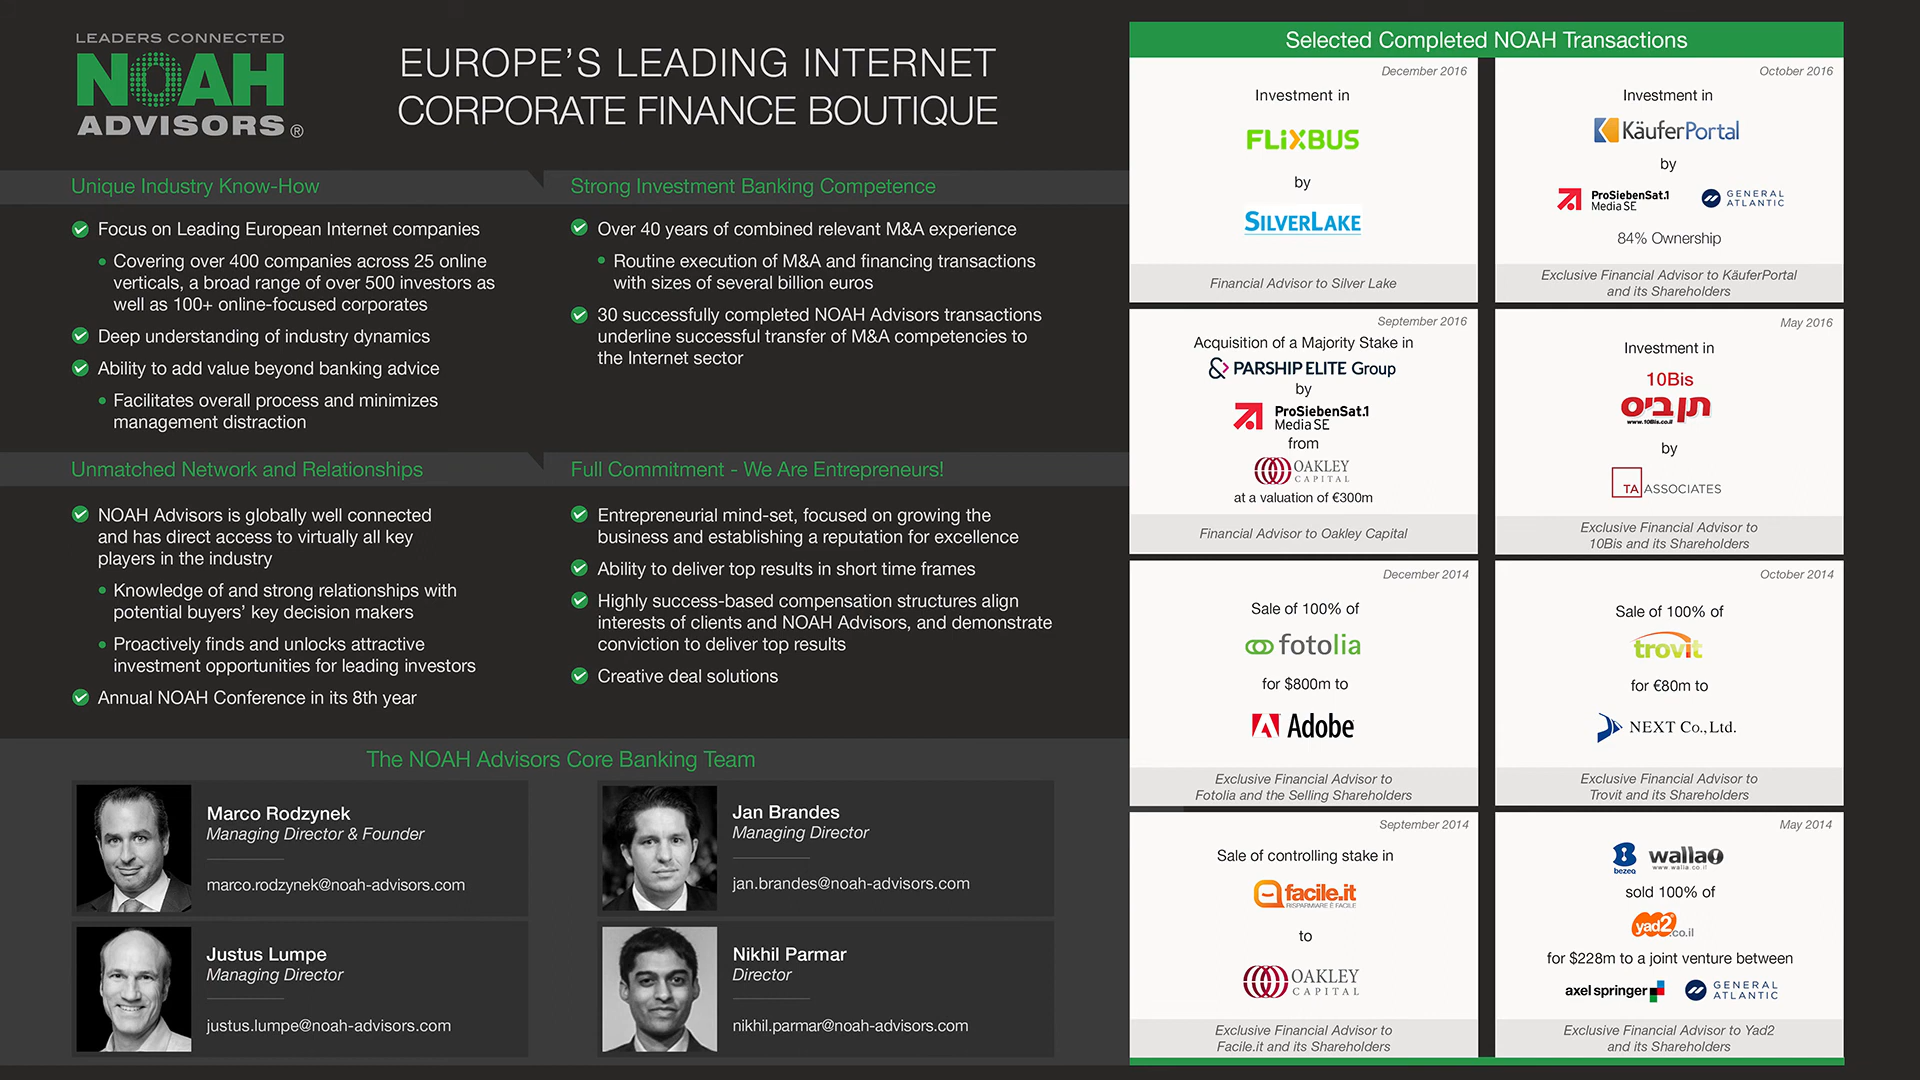 LEADERS CONNECTED
NOAH
ADVISORS®
EUROPE'S LEADING INTERNET
CORPORATE FINANCE BOUTIQUE
Unique Industry Know-How
Focus on Leading European Internet companies
Covering over 400 companies across 25 online
verticals, a broad range of over 500 investors as
well as 100+ online-focused corporates
Deep understanding of industry dynamics
Ability to add value beyond banking advice
Facilitates overall process and minimizes
management distraction
Strong Investment Banking Competence
Over 40 years of combined relevant M&A experience
Routine execution of M&A and financing transactions
with sizes of several billion euros
30 successfully completed NOAH Advisors transactions
underline successful transfer of M&A competencies to
the Internet sector
Unmatched Network and Relationships
NOAH Advisors is globally well connected
and has direct access to virtually all key
players in the industry
Knowledge of and strong relationships with
potential buyers' key decision makers
Proactively finds and unlocks attractive
investment opportunities for leading investors
Annual NOAH Conference in its 8th year
Full Commitment - We Are Entrepreneurs!
Entrepreneurial mind-set, focused on growing the
business and establishing a reputation for excellence
Ability to deliver top results in short time frames
Highly success-based compensation structures align
interests of clients and NOAH Advisors, and demonstrate
conviction to deliver top results
Creative deal solutions
The NOAH Advisors Core Banking Team
Marco Rodzynek
Managing Director & Founder
marco.rodzynek@noah-advisors.com
Jan Brandes
Managing Director
jan.brandes@noah-advisors.com
Justus Lumpe
Managing Director
justus.lumpe@noah-advisors.com
Nikhil Parmar
Director
nikhil.parmar@noah-advisors.com
Selected Completed NOAH Transactions
December 2016
Investment in
FLiXBUS
by
SILVERLAKE
Financial Advisor to Silver Lake
October 2016
Investment in
KäuferPortal
by
ProSiebenSat.1
Media SE
GENERAL
ATLANTIC
84% Ownership
Exclusive Financial Advisor to KäuferPortal
and its Shareholders
September 2016
Acquisition of a Majority Stake in
PARSHIP ELITE Group
by
ProSiebenSat.1
Media SE
from
OAKLEY
CAPITAL
at a valuation of €300m
Financial Advisor to Oakley Capital
May 2016
Investment in
10Bis
תן ביס
www.10Bis.co.il
by
TA ASSOCIATES
Exclusive Financial Advisor to
10Bis and its Shareholders
December 2014
Sale of 100% of
fotolia
for $800m to
Adobe
Exclusive Financial Advisor to
Fotolia and the Selling Shareholders
October 2014
Sale of 100% of
trovit
for €80m to
NEXT Co., Ltd.
Exclusive Financial Advisor to
Trovit and its Shareholders
September 2014
Sale of controlling stake in
facile.it
RISPARMIARE È FACILE
to
OAKLEY
CAPITAL
Exclusive Financial Advisor to
Facile.it and its Shareholders
May 2014
bezeq
walla!
www.walla.co.il
sold 100% of
yad2.co.il
for $228m to a joint venture between
axel springer
GENERAL
ATLANTIC
Exclusive Financial Advisor to Yad2
and its Shareholders